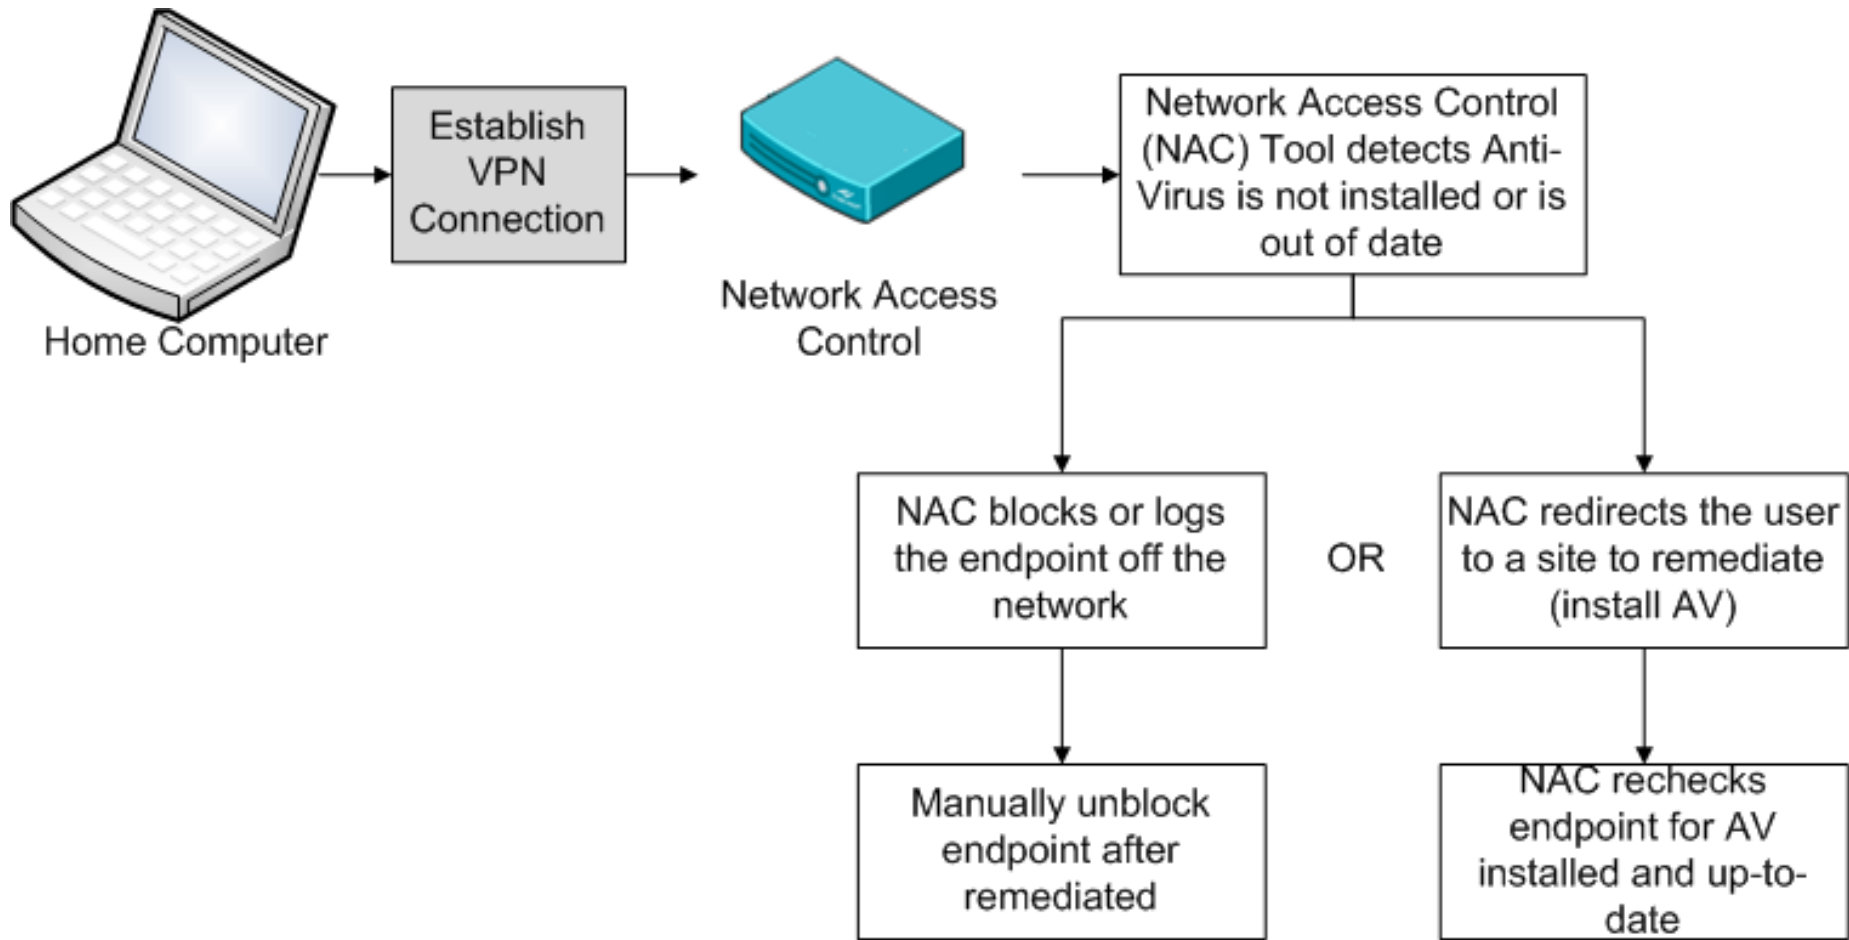 Establish
VPN
Connection
Home Computer
Network Access
Control
Network Access Control
(NAC) Tool detects Anti-
Virus is not installed or is
out of date
NAC blocks or logs
the endpoint off the
network
OR
NAC redirects the user
to a site to remediate
(install AV)
Manually unblock
endpoint after
remediated
NAC rechecks
endpoint for AV
installed and up-to-
date